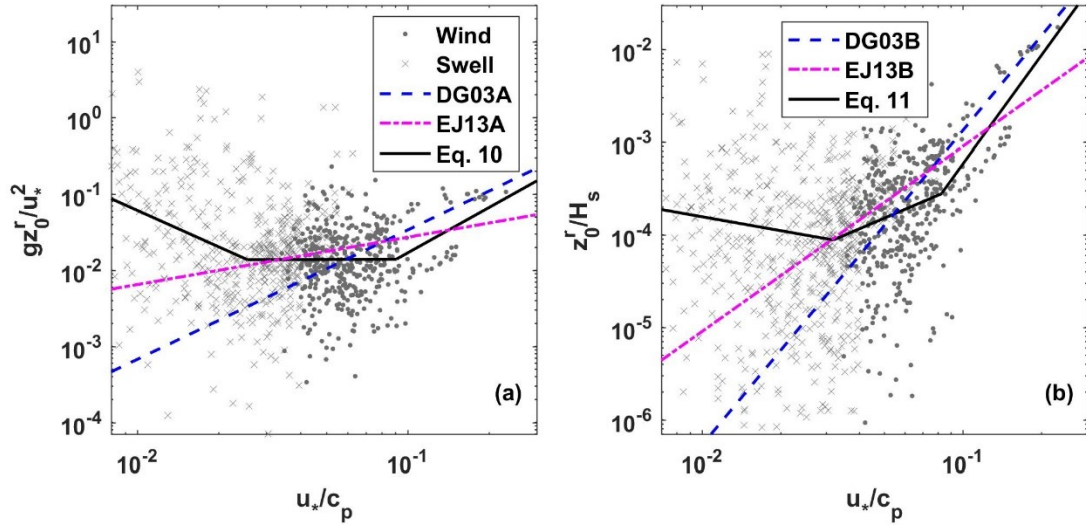 Wind
Swell
DG03A
EJ13A
Eq. 10
10^2
10^0
10^-1
10^-2
10^-3
10^-4
gz_0^r/u_*^2
(a)
10^-2
10^-1
u_*/c_p
DG03B
EJ13B
Eq. 11
10^-2
10^-3
10^-4
10^-5
10^-6
z_0^r/H_s
(b)
10^-2
10^-1
u_*/c_p